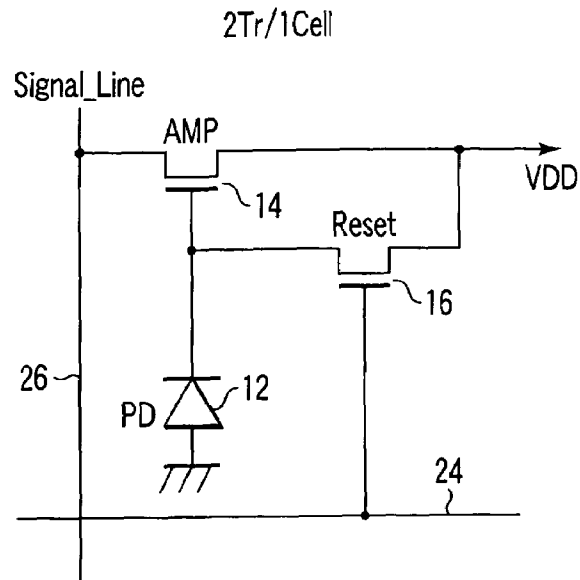 2Tr/1Cell
Signal_Line
AMP
VDD
14
Reset
16
26
12
PD
24